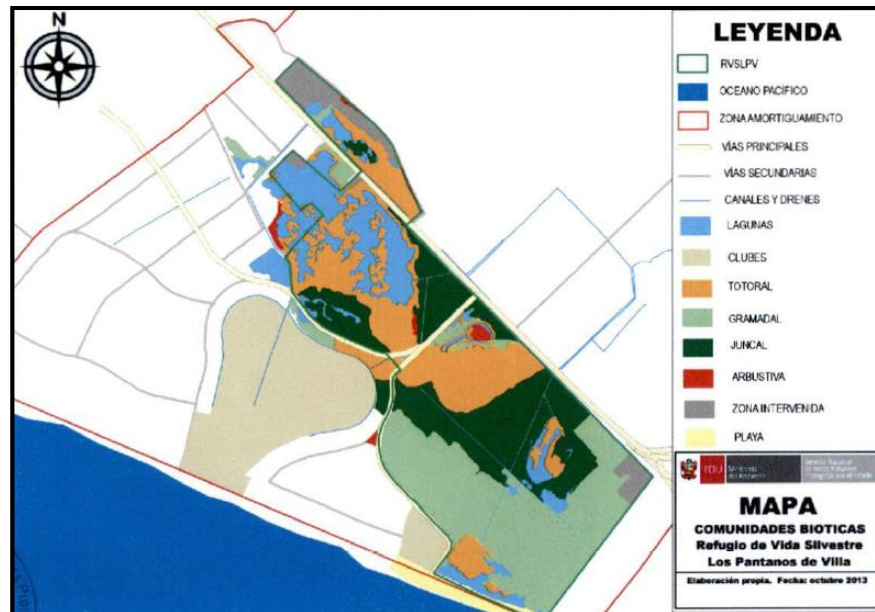 N
LEYENDA
RVSLPV
OCEANO PACÍFICO
ZONA AMORTIGUAMIENTO
VÍAS PRINCIPALES
VÍAS SECUNDARIAS
CANALES Y DRENES
LAGUNAS
CLUBES
TOTORAL
GRAMADAL
JUNCAL
ARBUSTIVA
ZONA INTERVENIDA
PLAYA
PERÚ
Ministerio
del Ambiente
MAPA
COMUNIDADES BIOTICAS
Refugio de Vida Silvestre
Los Pantanos de Villa
Elaboración propia. Fecha: octubre 2013